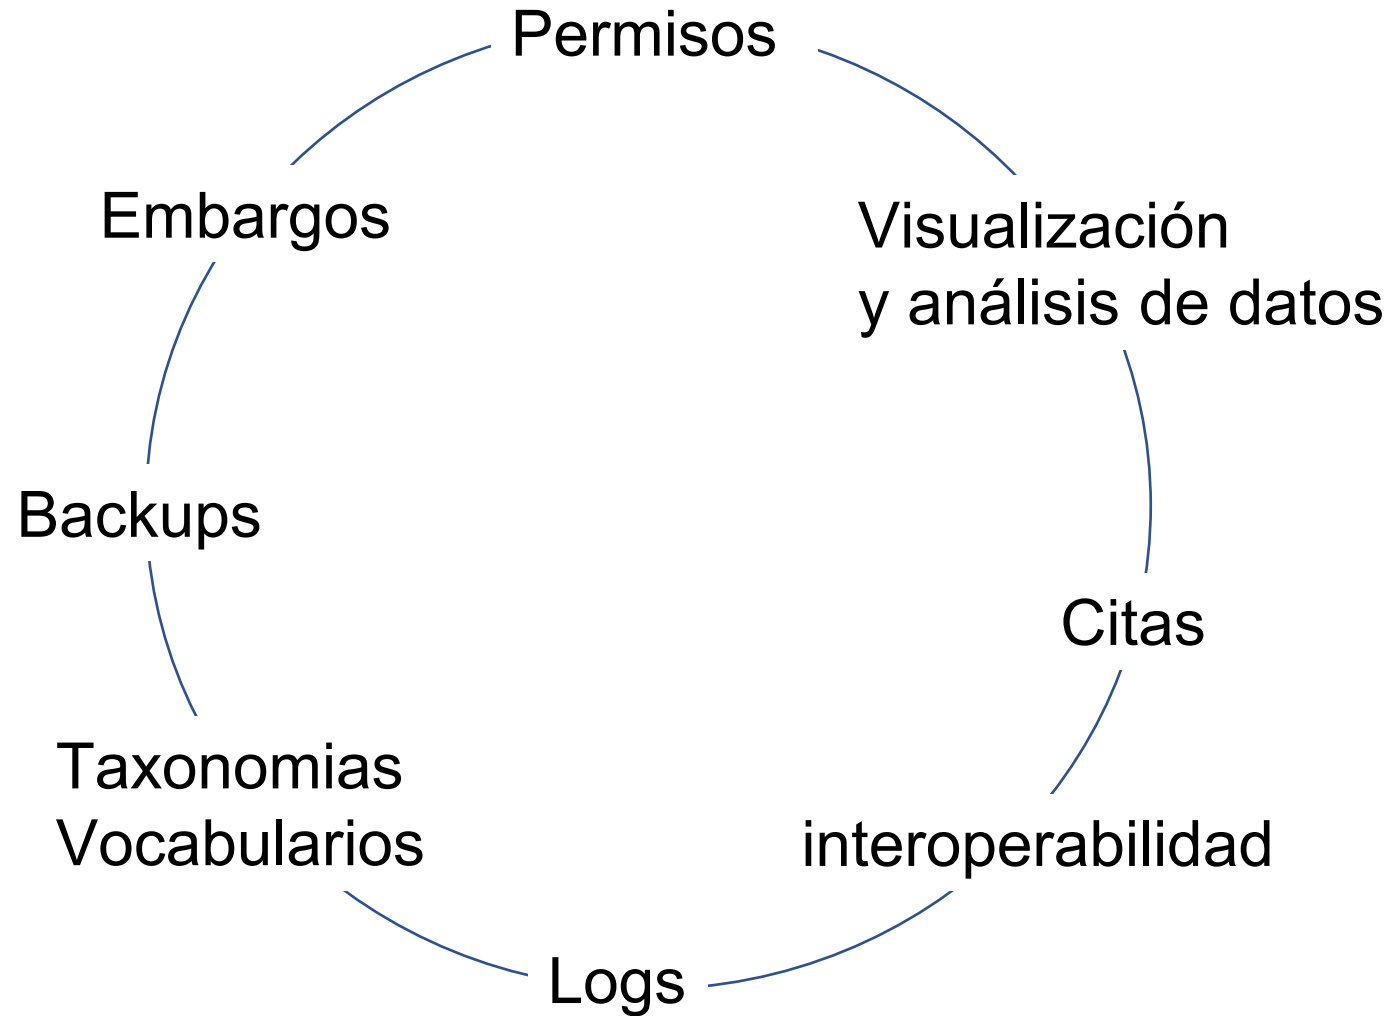 Permisos
Visualización
y análisis de datos
Citas
interoperabilidad
Logs
Taxonomias
Vocabularios
Backups
Embargos